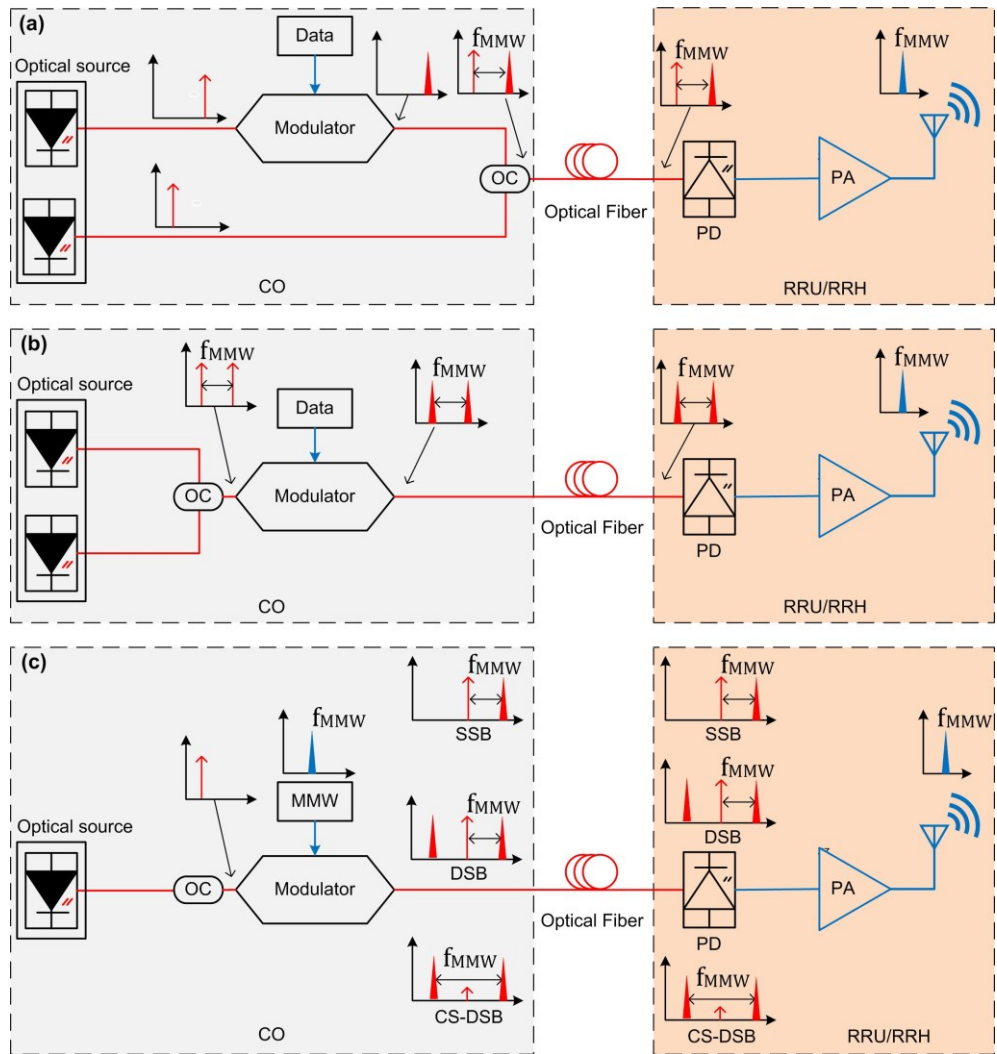 (a)
Optical source
Data
fMMW
fMMW
Modulator
OC
Optical Fiber
PD
PA
CO
RRU/RRH
(b)
Optical source
fMMW
Data
fMMW
fMMW
OC
Modulator
Optical Fiber
PD
PA
CO
RRU/RRH
(c)
fMMW
SSB
fMMW
SSB
fMMW
fMMW
MMW
fMMW
DSB
fMMW
DSB
Optical source
OC
Modulator
Optical Fiber
PD
PA
fMMW
CS-DSB
fMMW
CS-DSB
CO
RRU/RRH